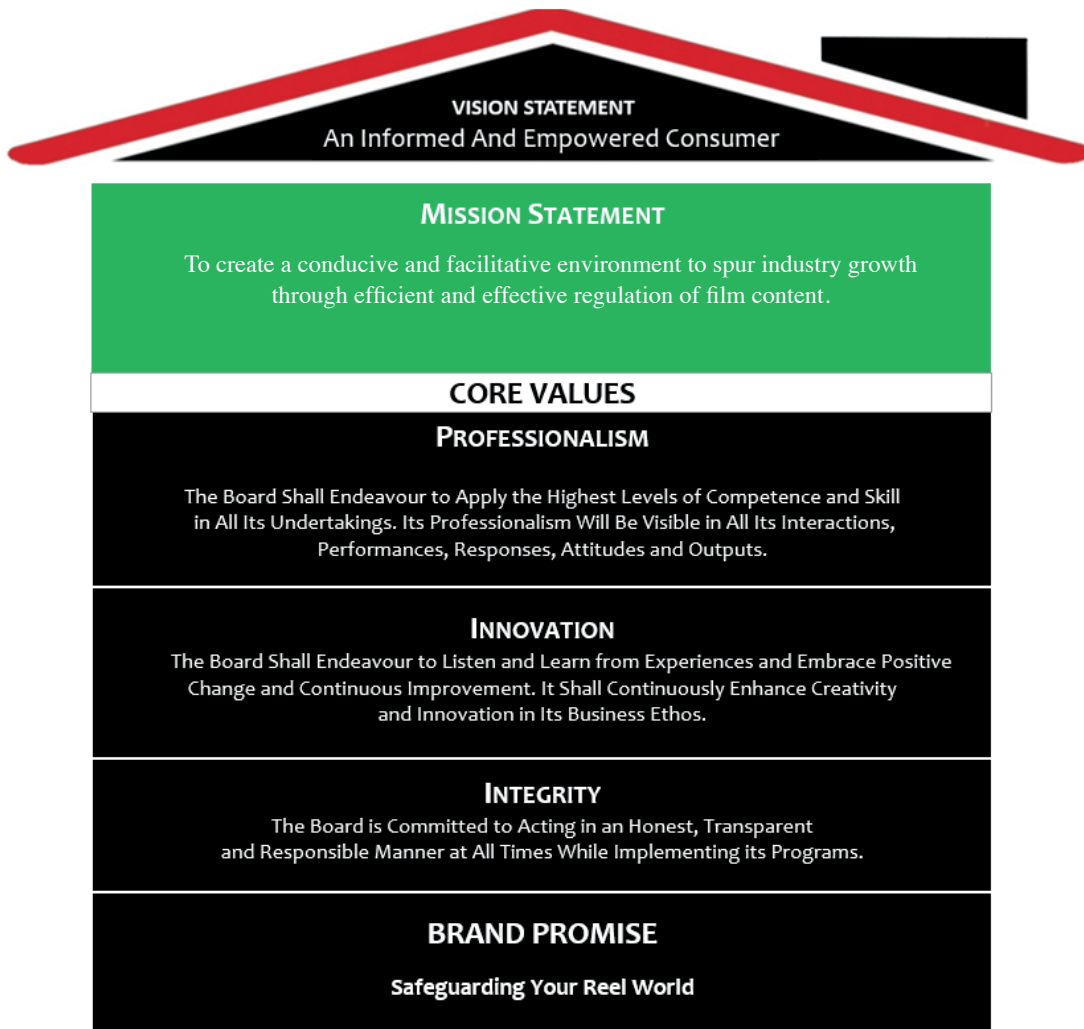 VISION STATEMENT
An Informed And Empowered Consumer
MISSION STATEMENT
To create a conducive and facilitative environment to spur industry growth
through efficient and effective regulation of film content.
CORE VALUES
PROFESSIONALISM
The Board Shall Endeavour to Apply the Highest Levels of Competence and Skill
in All Its Undertakings. Its Professionalism Will Be Visible in All Its Interactions,
Performances, Responses, Attitudes and Outputs.
INNOVATION
The Board Shall Endeavour to Listen and Learn from Experiences and Embrace Positive
Change and Continuous Improvement. It Shall Continuously Enhance Creativity
and Innovation in Its Business Ethos.
INTEGRITY
The Board is Committed to Acting in an Honest, Transparent
and Responsible Manner at All Times While Implementing its Programs.
BRAND PROMISE
Safeguarding Your Reel World